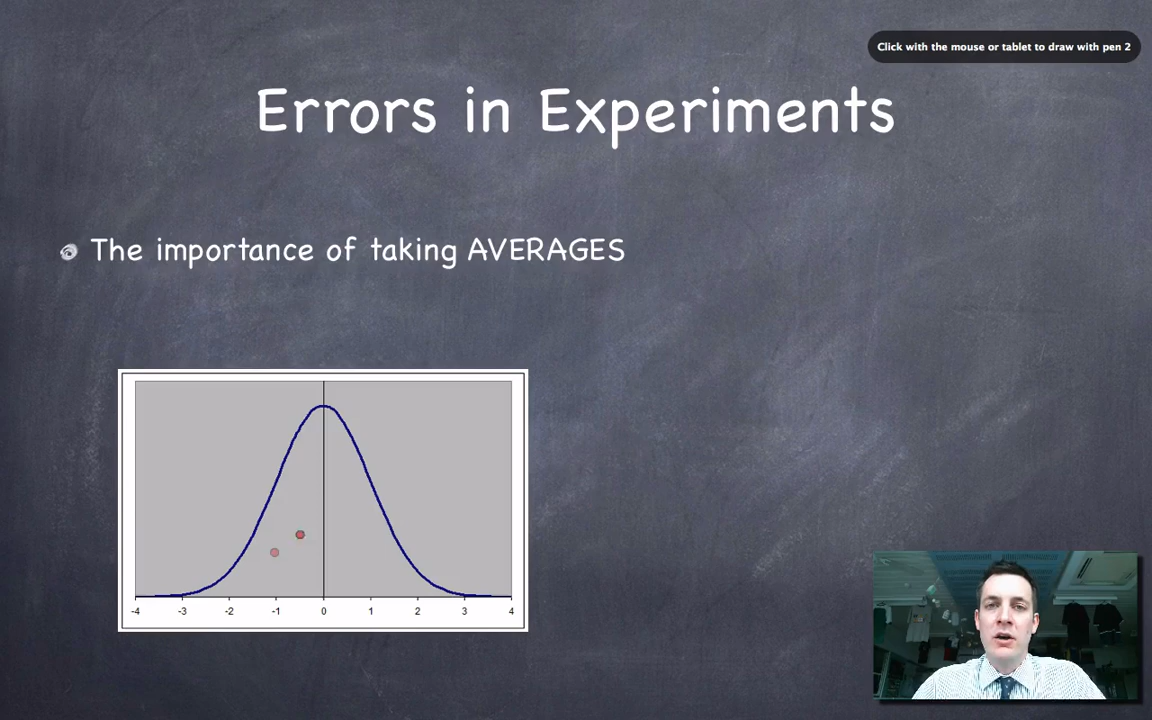 Click with the mouse or tablet to draw with pen 2
Errors in Experiments
The importance of taking AVERAGES
-4 -3 -2 -1 0 1 2 3 4